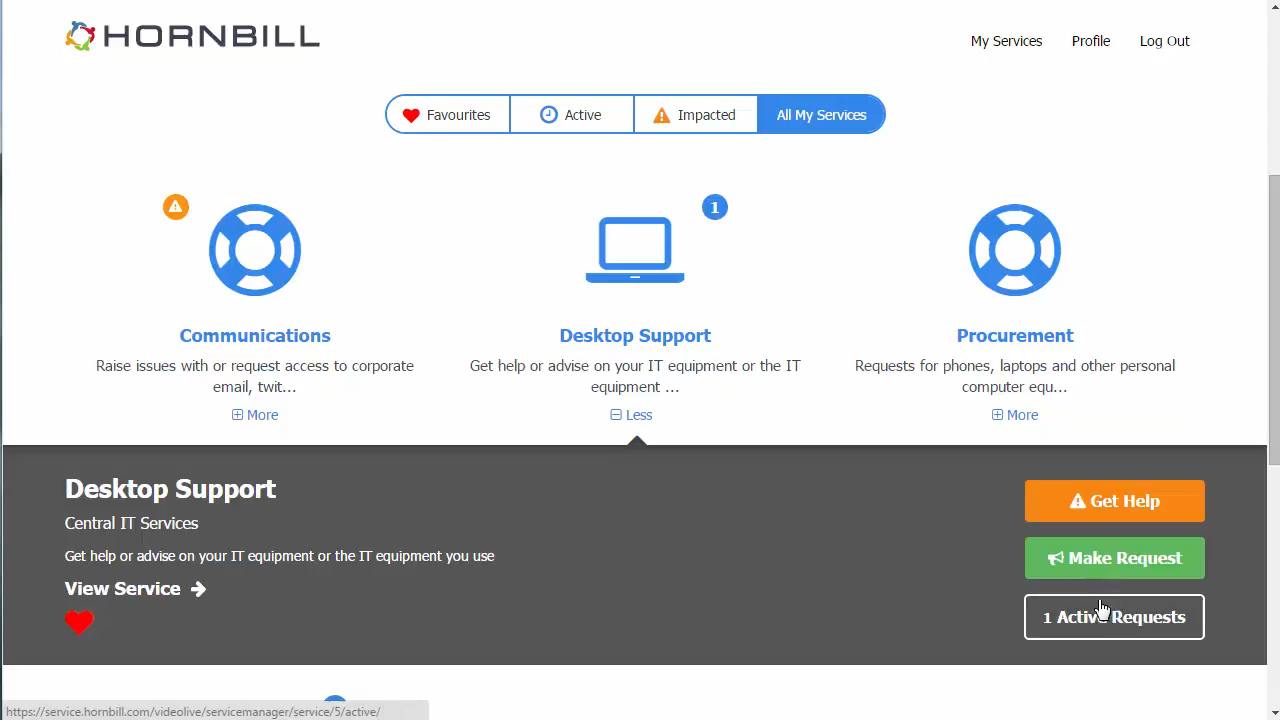 HORNBILL
My Services Profile Log Out
Favourites Active Impacted All My Services
1
Communications Desktop Support Procurement
Raise issues with or request access to corporate
email, twit...
Get help or advise on your IT equipment or the IT
equipment ...
Requests for phones, laptops and other personal
computer equ...
More Less More
Desktop Support
Central IT Services
Get help or advise on your IT equipment or the IT equipment you use
View Service
Get Help
Make Request
1 Active Requests
https://service.hornbill.com/videolive/servicemanager/service/5/active/